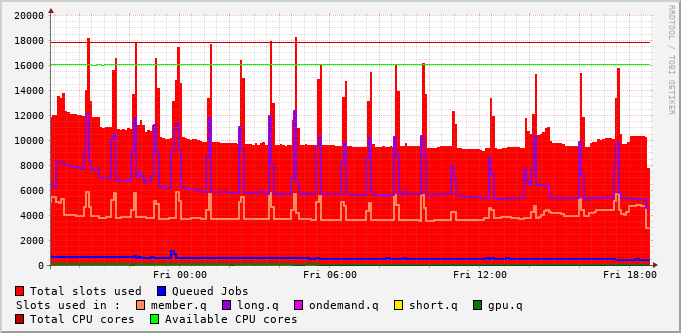 RRDTOOL / TOBI OETIKER
20000
18000
16000
14000
12000
10000
8000
6000
4000
2000
0
Fri 00:00 Fri 06:00 Fri 12:00 Fri 18:00
Total slots used Queued Jobs
Slots used in : member.q long.q ondemand.q short.q gpu.q
Total CPU cores Available CPU cores